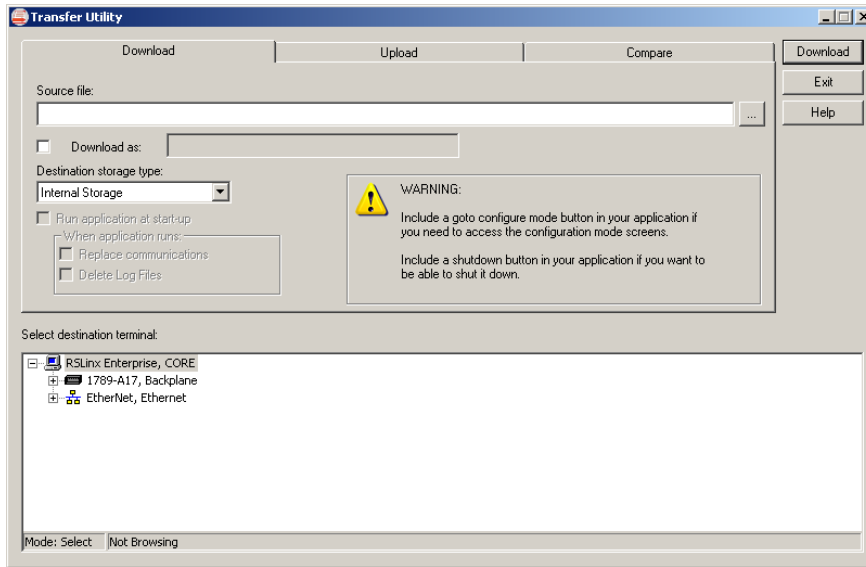 Transfer Utility
Download
Upload
Compare
Download
Exit
Help
Source file:
...
Download as:
Destination storage type:
Internal Storage
Run application at start-up
When application runs:
Replace communications
Delete Log Files
WARNING:
Include a goto configure mode button in your application if
you need to access the configuration mode screens.
Include a shutdown button in your application if you want to
be able to shut it down.
Select destination terminal:
RSLinx Enterprise, CORE
1789-A17, Backplane
EtherNet, Ethernet
Mode: Select
Not Browsing